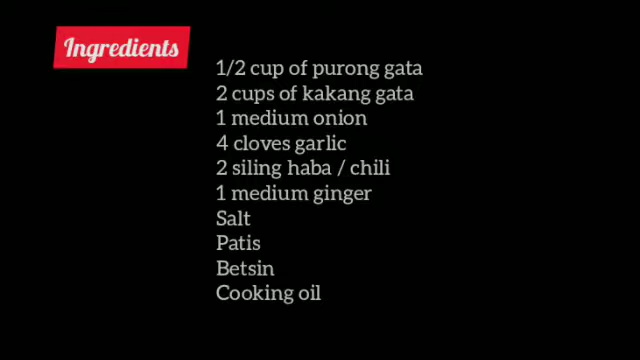 Ingredients
1/2 cup of purong gata
2 cups of kakang gata
1 medium onion
4 cloves garlic
2 siling haba / chili
1 medium ginger
Salt
Patis
Betsin
Cooking oil